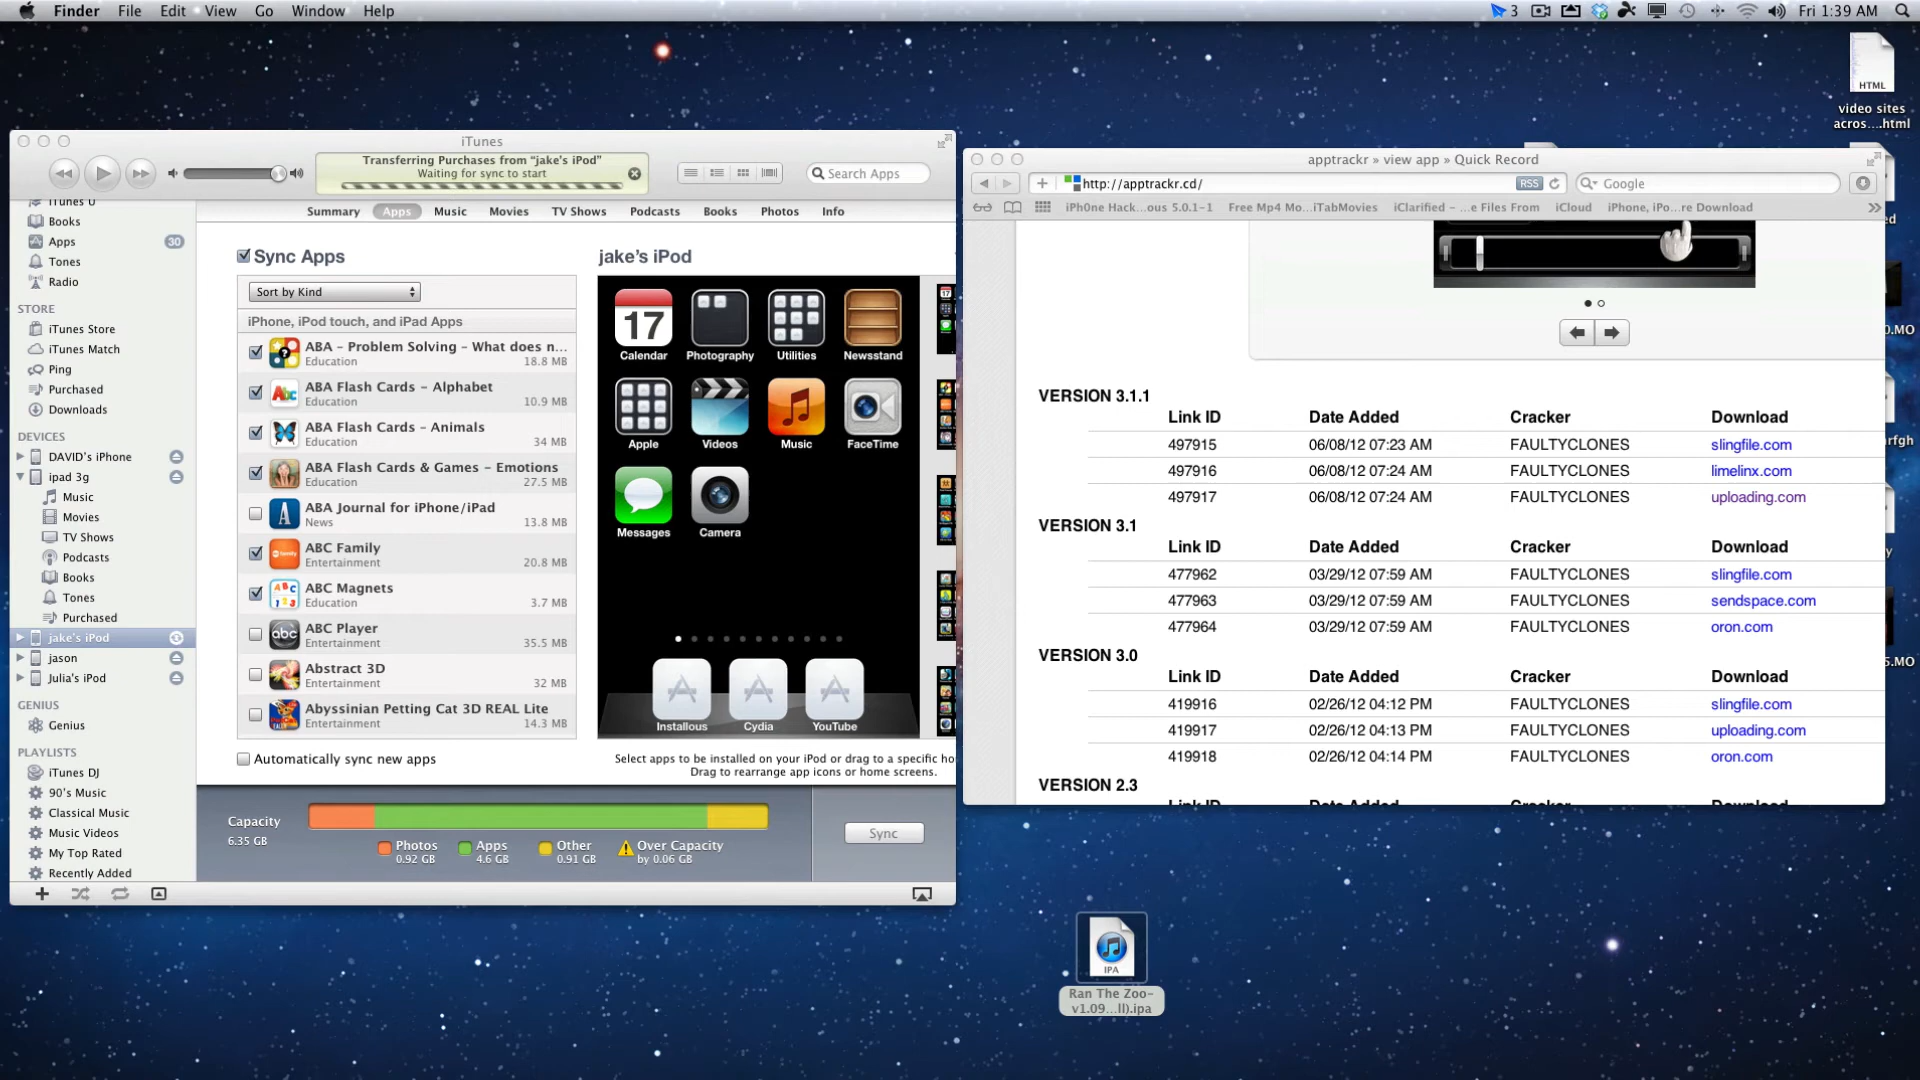 Finder File Edit View Go Window Help
3
Fri 1:39 AM
HTML
video sites
acros....html
iTunes
Transferring Purchases from "jake's iPod"
Waiting for sync to start
Search Apps
iTunes U
Books
Apps 30
Tones
Radio
STORE
iTunes Store
iTunes Match
Ping
Purchased
Downloads
DEVICES
DAVID's iPhone
ipad 3g
Music
Movies
TV Shows
Podcasts
Books
Tones
Purchased
jake's iPod
jason
Julia's iPod
GENIUS
Genius
PLAYLISTS
iTunes DJ
90's Music
Classical Music
Music Videos
My Top Rated
Recently Added
Summary Apps Music Movies TV Shows Podcasts Books Photos Info
Sync Apps
Sort by Kind
iPhone, iPod touch, and iPad Apps
ABA - Problem Solving - What does n...
Education 18.8 MB
ABA Flash Cards - Alphabet
Education 10.9 MB
ABA Flash Cards - Animals
Education 34 MB
ABA Flash Cards & Games - Emotions
Education 27.5 MB
ABA Journal for iPhone/iPad
News 13.8 MB
ABC Family
Entertainment 20.8 MB
ABC Magnets
Education 3.7 MB
ABC Player
Entertainment 35.5 MB
Abstract 3D
Entertainment 32 MB
Abyssinian Petting Cat 3D REAL Lite
Entertainment 14.3 MB
Automatically sync new apps
jake's iPod
17
Calendar Photography Utilities Newsstand
Apple Videos Music FaceTime
Messages Camera
Installous Cydia YouTube
Select apps to be installed on your iPod or drag to a specific ho
Drag to rearrange app icons or home screens.
Capacity
6.35 GB
Photos
0.92 GB
Apps
4.6 GB
Other
0.91 GB
Over Capacity
by 0.06 GB
Sync
apptrackr » view app » Quick Record
http://apptrackr.cd/
RSS
Google
iPh0ne Hack...ous 5.0.1-1 Free Mp4 Mo...iTabMovies iClarified - ...e Files From iCloud iPhone, iPo...re Download
VERSION 3.1.1
Link ID Date Added Cracker Download
497915 06/08/12 07:23 AM FAULTYCLONES slingfile.com
497916 06/08/12 07:24 AM FAULTYCLONES limelinx.com
497917 06/08/12 07:24 AM FAULTYCLONES uploading.com
VERSION 3.1
Link ID Date Added Cracker Download
477962 03/29/12 07:59 AM FAULTYCLONES slingfile.com
477963 03/29/12 07:59 AM FAULTYCLONES sendspace.com
477964 03/29/12 07:59 AM FAULTYCLONES oron.com
VERSION 3.0
Link ID Date Added Cracker Download
419916 02/26/12 04:12 PM FAULTYCLONES slingfile.com
419917 02/26/12 04:13 PM FAULTYCLONES uploading.com
419918 02/26/12 04:14 PM FAULTYCLONES oron.com
VERSION 2.3
Link ID Date Added Cracker Download
IPA
Ran The Zoo-
v1.09...ll).ipa